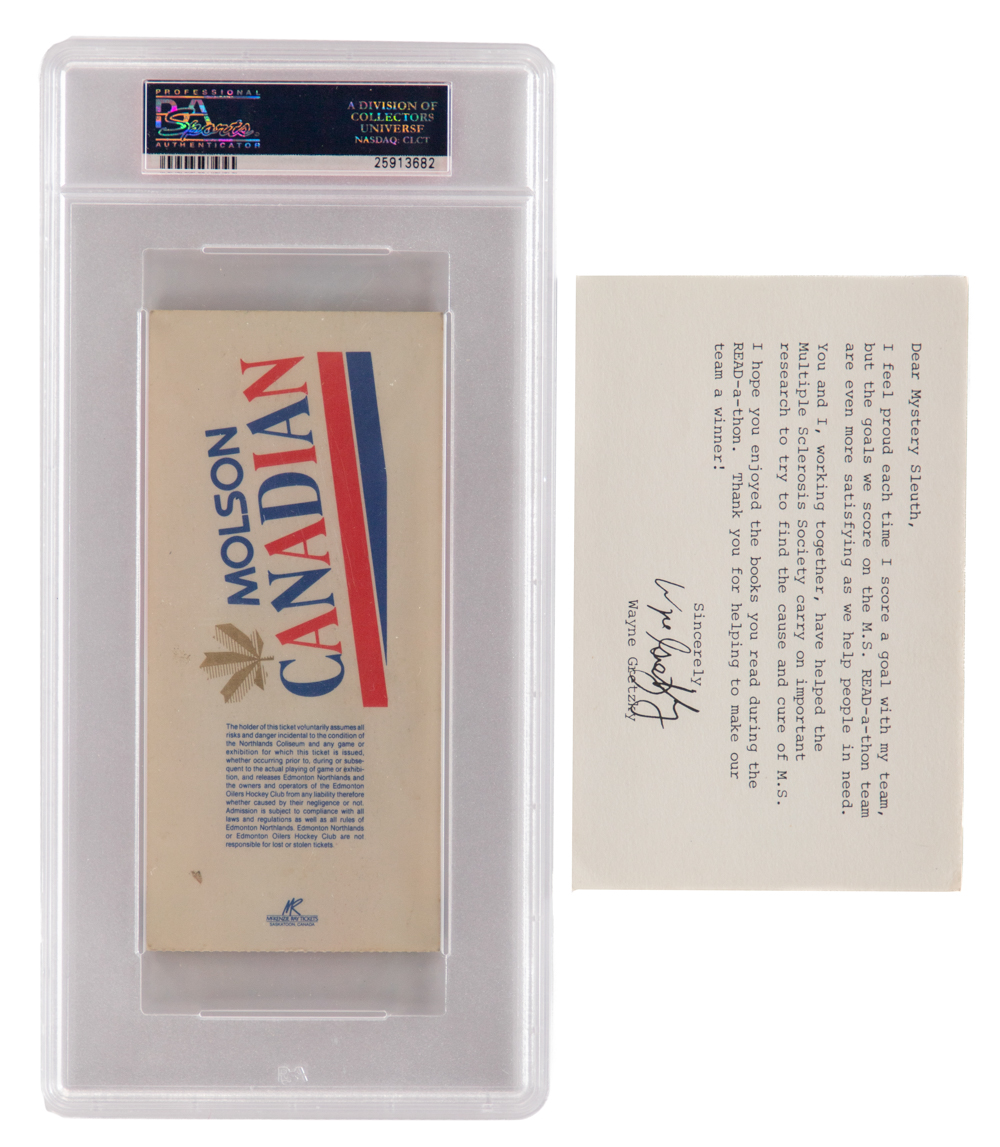 PROFESSIONAL
PSA
Sports
AUTHENTICATOR
A DIVISION OF
COLLECTORS
UNIVERSE
NASDAQ: CLCT
25913682
MOLSON
CANADIAN
The holder of this ticket voluntarily assumes all
risks and danger incidental to the condition of
the Northlands Coliseum and any game or
exhibition for which this ticket is issued,
whether occurring prior to, during or subse-
quent to the actual playing of game or exhibi-
tion, and releases Edmonton Northlands and
the owners and operators of the Edmonton
Oilers Hockey Club from any liability therefore
whether caused by their negligence or not.
Admission is subject to compliance with all
laws and regulations as well as all rules of
Edmonton Northlands. Edmonton Northlands
or Edmonton Oilers Hockey Club are not
responsible for lost or stolen tickets.
MR
McKENZIE RAY TICKETS
SASKATOON, CANADA
PSA
Dear Mystery Sleuth,
I feel proud each time I score a goal with my team,
but the goals we score on the M.S. READ-a-thon team
are even more satisfying as we help people in need.
You and I, working together, have helped the
Multiple Sclerosis Society carry on important
research to try to find the cause and cure of M.S.
I hope you enjoyed the books you read during the
READ-a-thon. Thank you for helping to make our
team a winner!
Sincerely
Wayne Gretzky